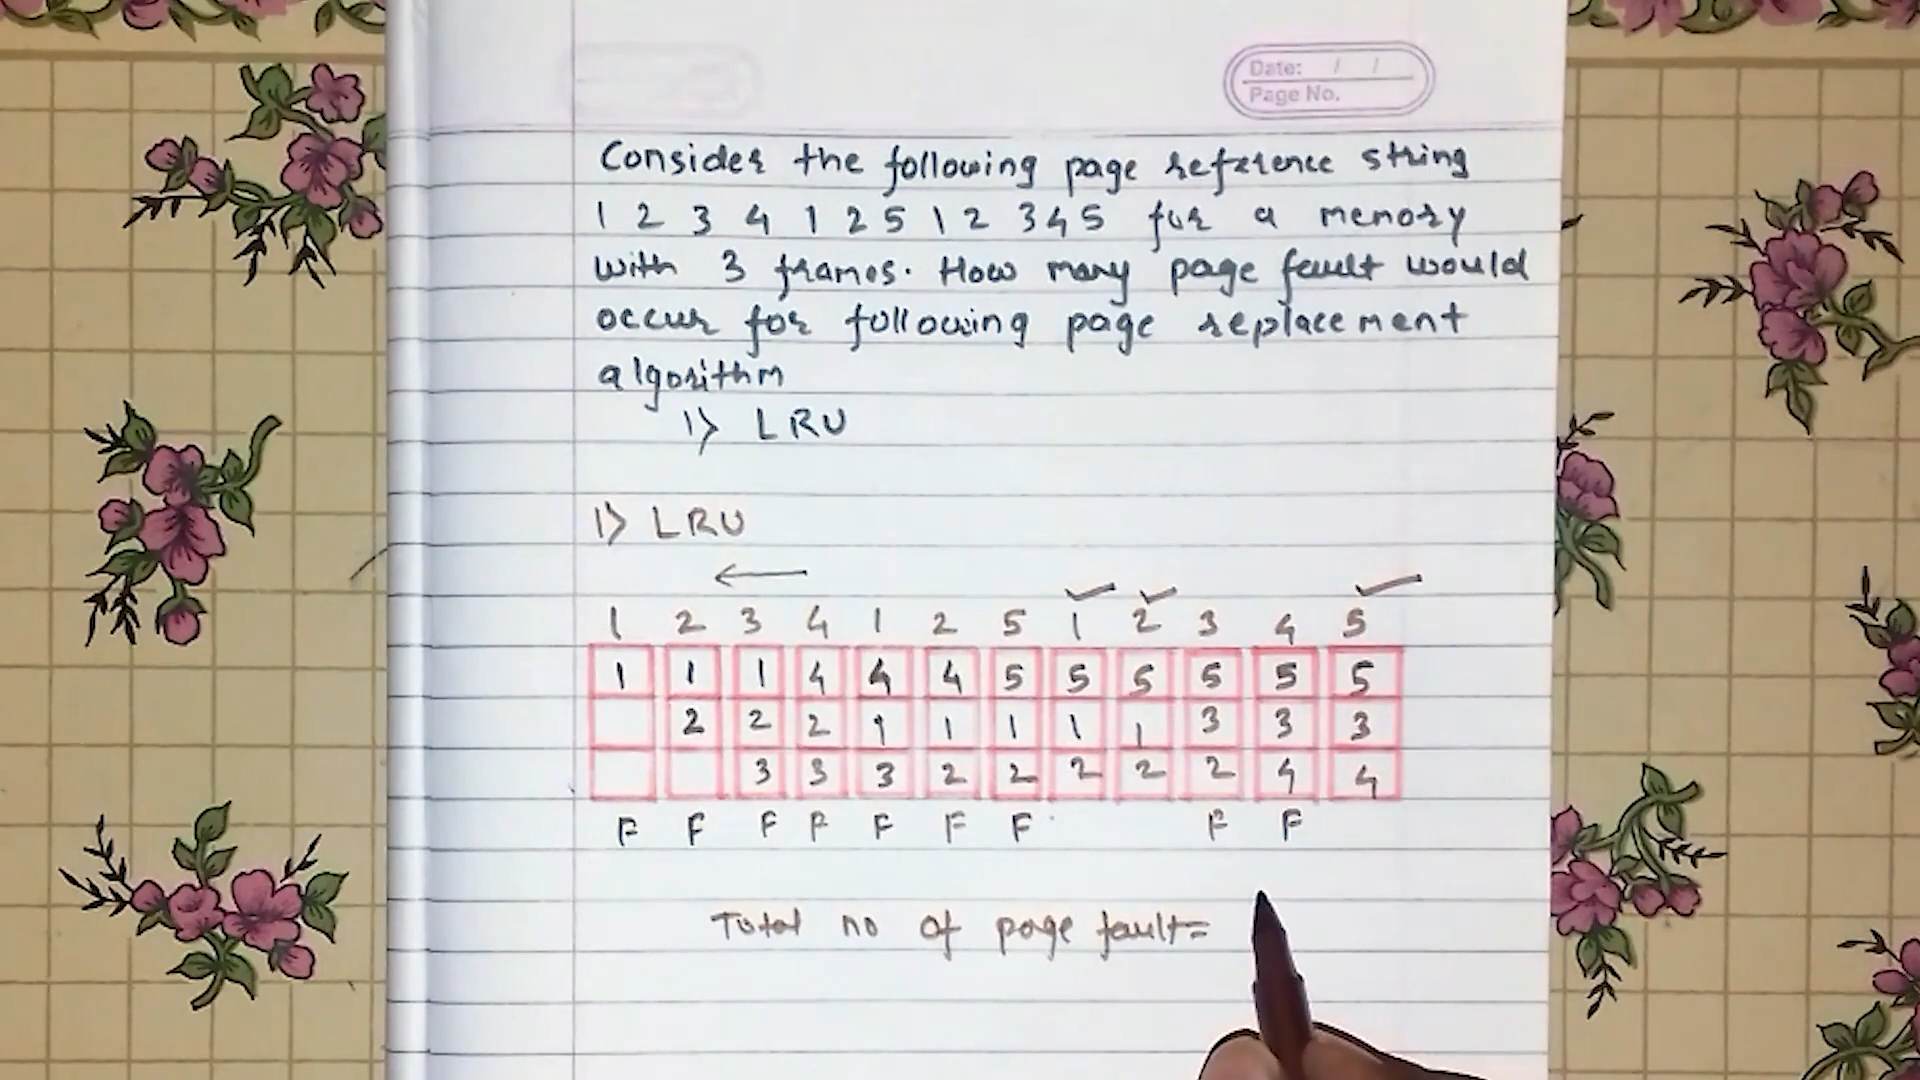 Date: / /
Page No.
Consider the following page reference string
1 2 3 4 1 2 5 1 2 3 4 5 for a memory
with 3 frames. How many page fault would
occur for following page replacement
algorithm
1) LRU
1) LRU
1 2 3 4 1 2 5 1 2 3 4 5
1 1 1 4 4 4 5 5 5 5 5 5
2 2 2 1 1 1 1 1 3 3 3
3 3 3 2 2 2 2 2 4 4
F F F F F F F F F
Total no of page fault=